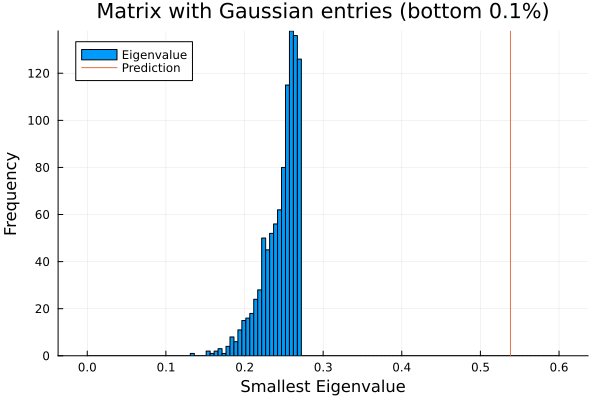 Matrix with Gaussian entries (bottom 0.1%)
Eigenvalue
Prediction
120
100
80
60
40
20
0
Frequency
0.0 0.1 0.2 0.3 0.4 0.5 0.6
Smallest Eigenvalue